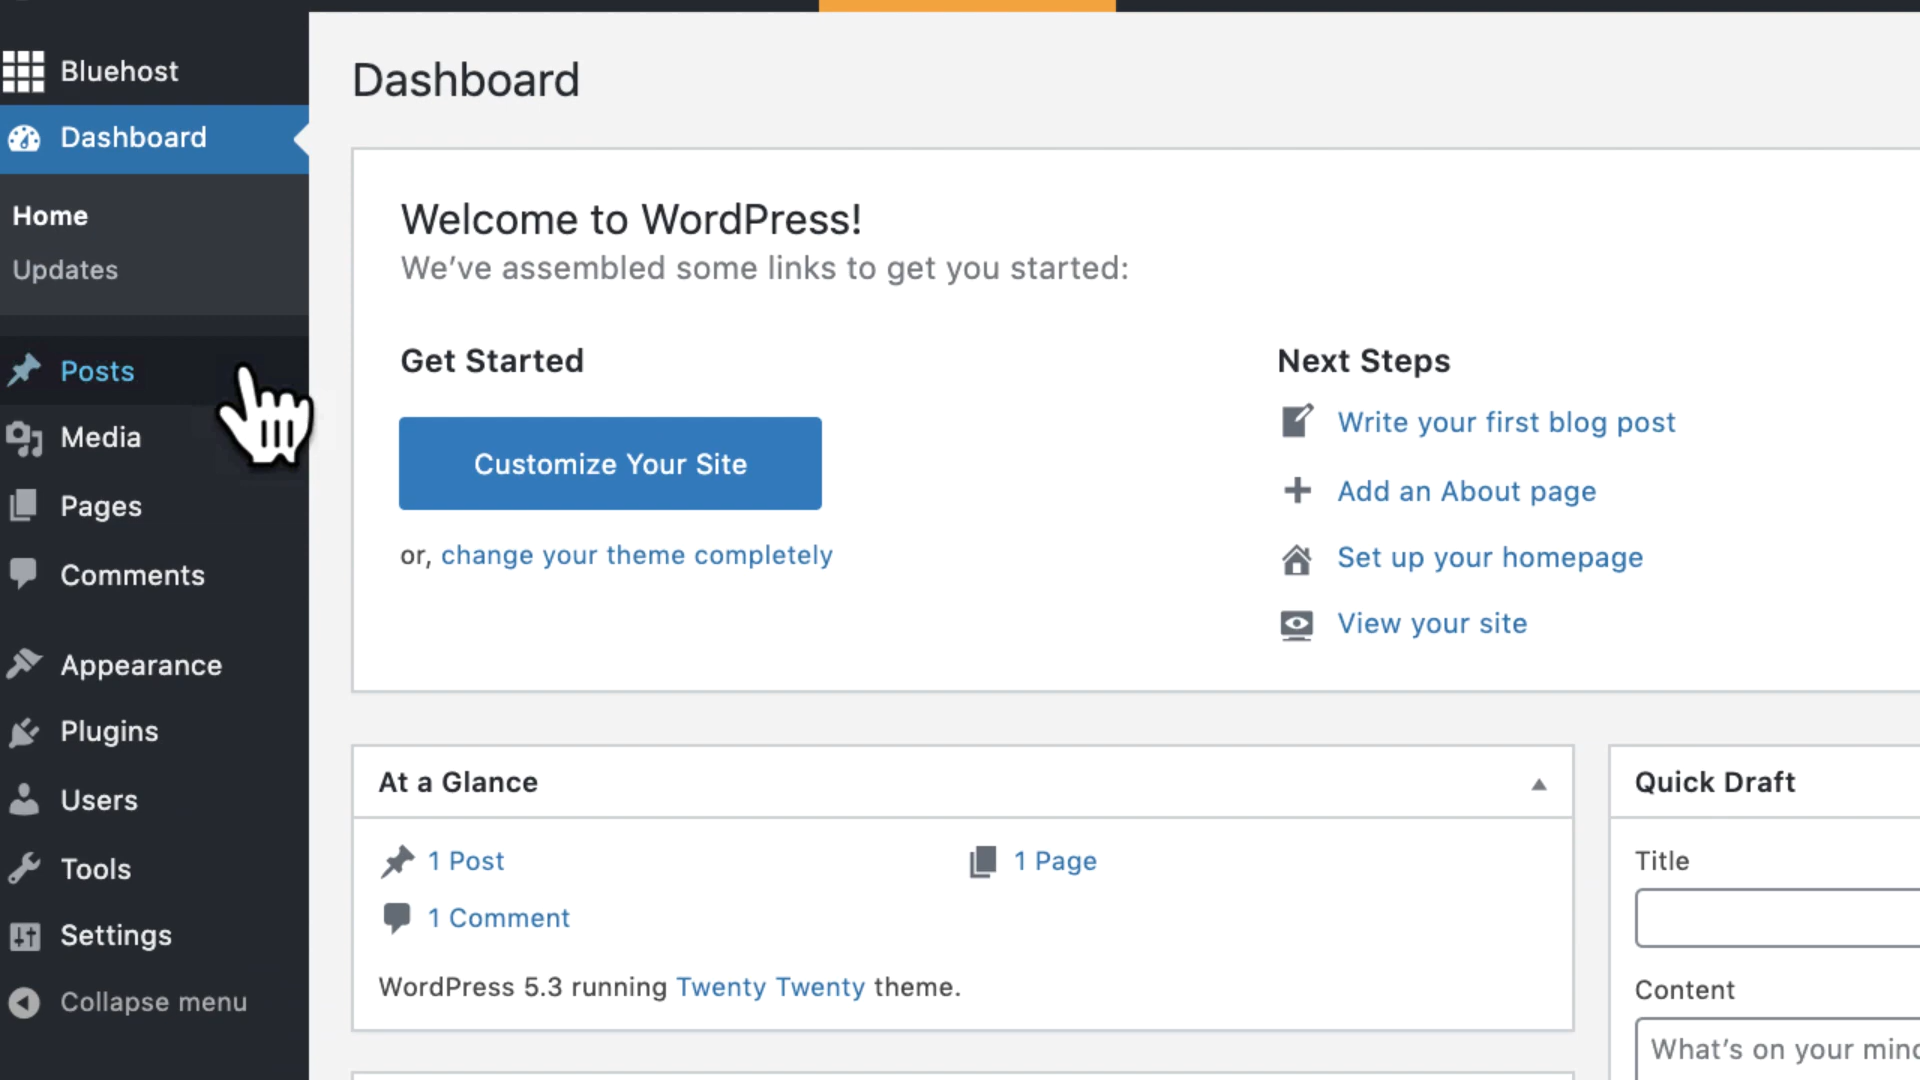 Bluehost
Dashboard
Home
Updates
Posts
Media
Pages
Comments
Appearance
Plugins
Users
Tools
Settings
Collapse menu
Dashboard
Welcome to WordPress!
We’ve assembled some links to get you started:
Get Started
Customize Your Site
or, change your theme completely
Next Steps
Write your first blog post
Add an About page
Set up your homepage
View your site
At a Glance
1 Post
1 Page
1 Comment
WordPress 5.3 running Twenty Twenty theme.
Quick Draft
Title
Content
What’s on your mind